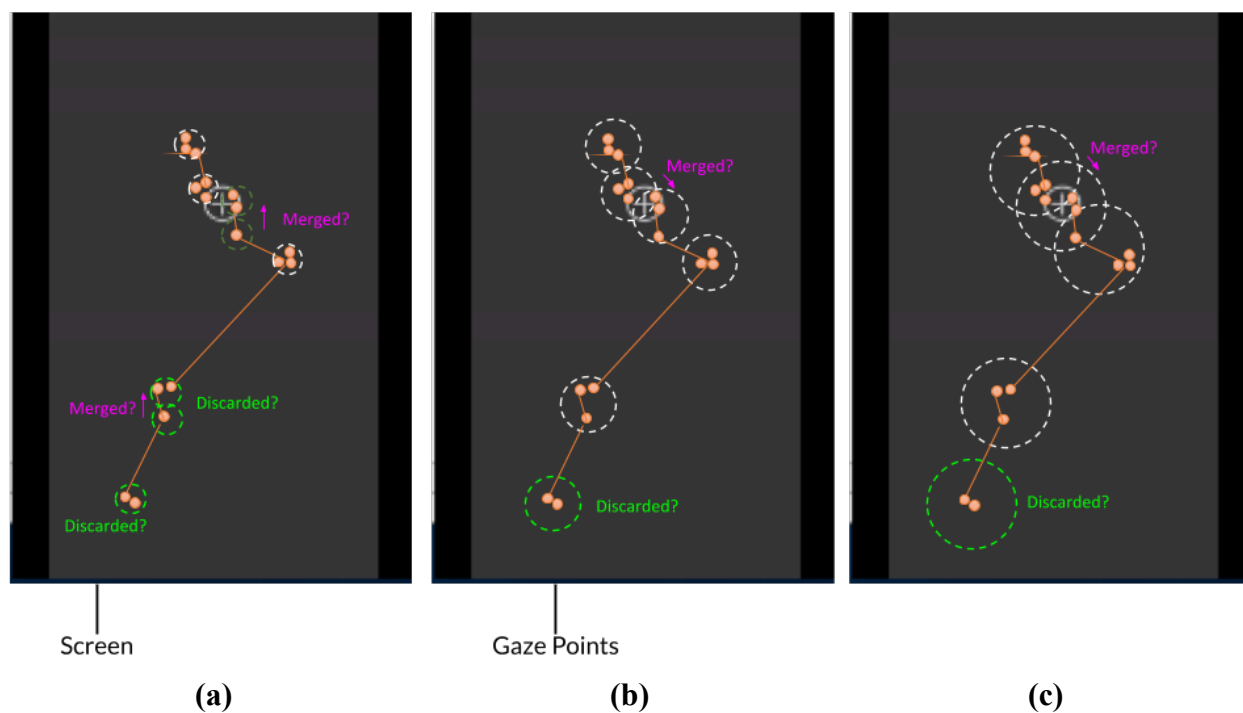 Merged?
Merged?
Discarded?
Discarded?
Merged?
Discarded?
Merged?
Discarded?
Screen
Gaze Points
(a)
(b)
(c)